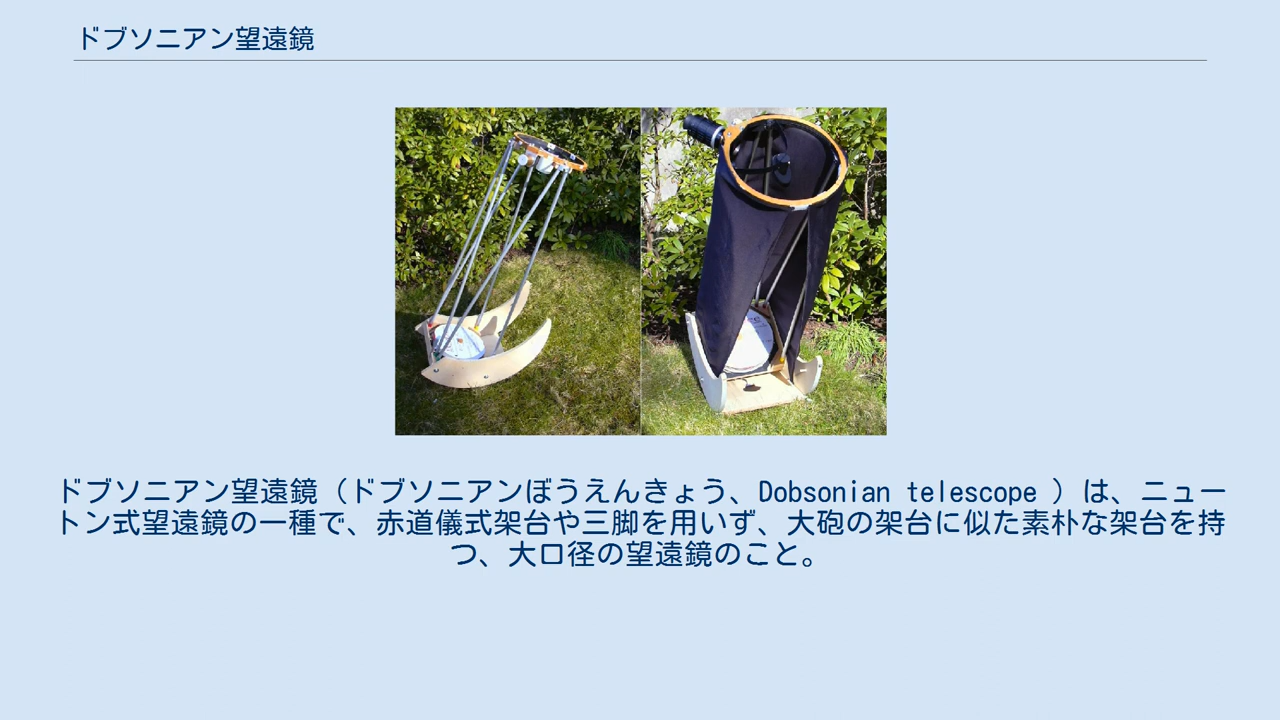 ドブソニアン望遠鏡
ドブソニアン望遠鏡（ドブソニアンぼうえんきょう、Dobsonian telescope ）は、ニュー
トン式望遠鏡の一種で、赤道儀式架台や三脚を用いず、大砲の架台に似た素朴な架台を持
つ、大口径の望遠鏡のこと。